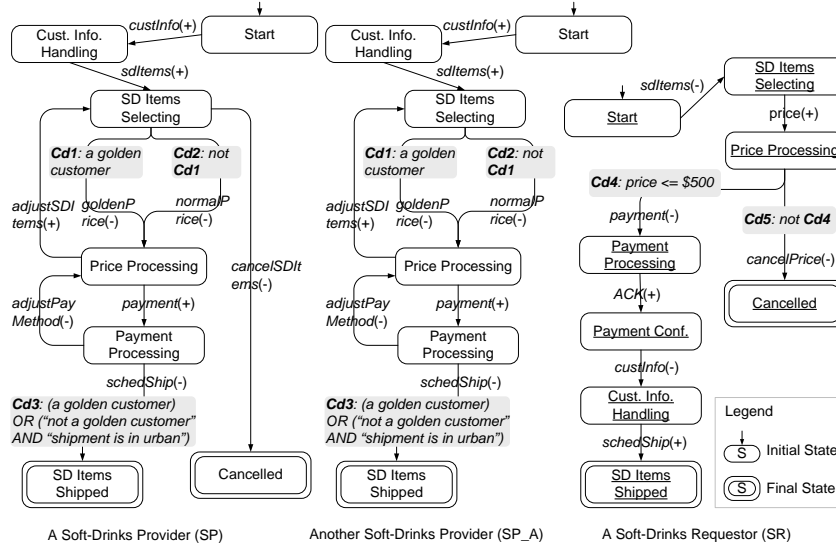 custInfo(+)
Cust. Info.
Handling
Start
sdItems(+)
SD Items
Selecting
Cd1: a golden
customer
Cd2: not
Cd1
adjustSDI
tems(+)
goldenP
rice(-)
normalP
rice(-)
Price Processing
cancelSDIt
ems(-)
adjustPay
Method(-)
payment(+)
Payment
Processing
schedShip(-)
Cd3: (a golden customer)
OR ("not a golden customer"
AND "shipment is in urban")
SD Items
Shipped
Cancelled
A Soft-Drinks Provider (SP)
custInfo(+)
Cust. Info.
Handling
Start
sdItems(+)
SD Items
Selecting
Cd1: a golden
customer
Cd2: not
Cd1
adjustSDI
tems(+)
goldenP
rice(-)
normalP
rice(-)
Price Processing
adjustPay
Method(-)
payment(+)
Payment
Processing
schedShip(-)
Cd3: (a golden customer)
OR ("not a golden customer"
AND "shipment is in urban")
SD Items
Shipped
Another Soft-Drinks Provider (SP_A)
sdItems(-)
SD Items
Selecting
Start
price(+)
Price Processing
Cd4: price <= $500
payment(-)
Cd5: not Cd4
Payment
Processing
cancelPrice(-)
ACK(+)
Cancelled
Payment Conf.
custInfo(-)
Cust. Info.
Handling
schedShip(+)
SD Items
Shipped
A Soft-Drinks Requestor (SR)
Legend
S Initial State
S Final State